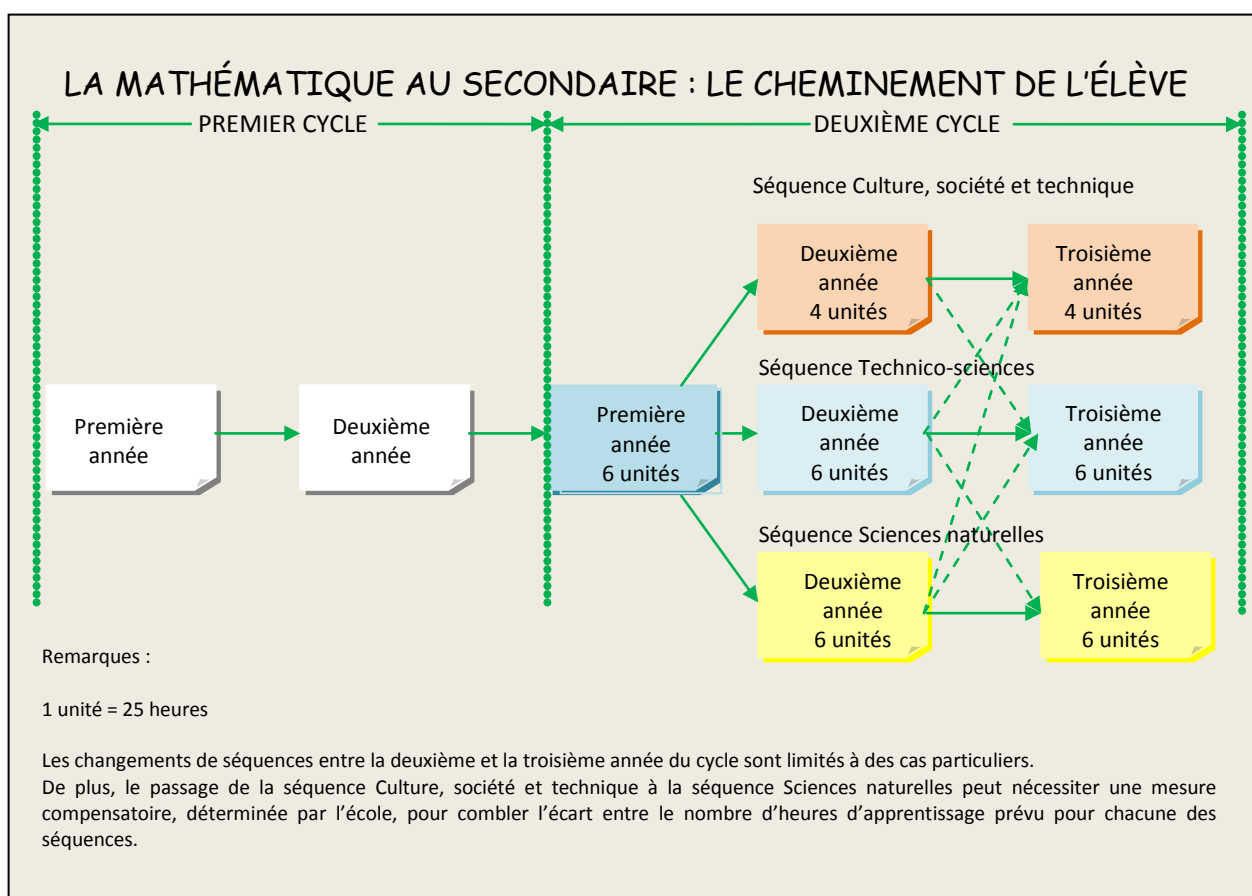 LA MATHÉMATIQUE AU SECONDAIRE : LE CHEMINEMENT DE L'ÉLÈVE
PREMIER CYCLE
DEUXIÈME CYCLE
Séquence Culture, société et technique
Deuxième
année
4 unités
Troisième
année
4 unités
Séquence Technico-sciences
Première
année
Deuxième
année
Première
année
6 unités
Deuxième
année
6 unités
Troisième
année
6 unités
Séquence Sciences naturelles
Deuxième
année
6 unités
Troisième
année
6 unités
Remarques :
1 unité = 25 heures
Les changements de séquences entre la deuxième et la troisième année du cycle sont limités à des cas particuliers.
De plus, le passage de la séquence Culture, société et technique à la séquence Sciences naturelles peut nécessiter une mesure
compensatoire, déterminée par l'école, pour combler l'écart entre le nombre d'heures d'apprentissage prévu pour chacune des
séquences.